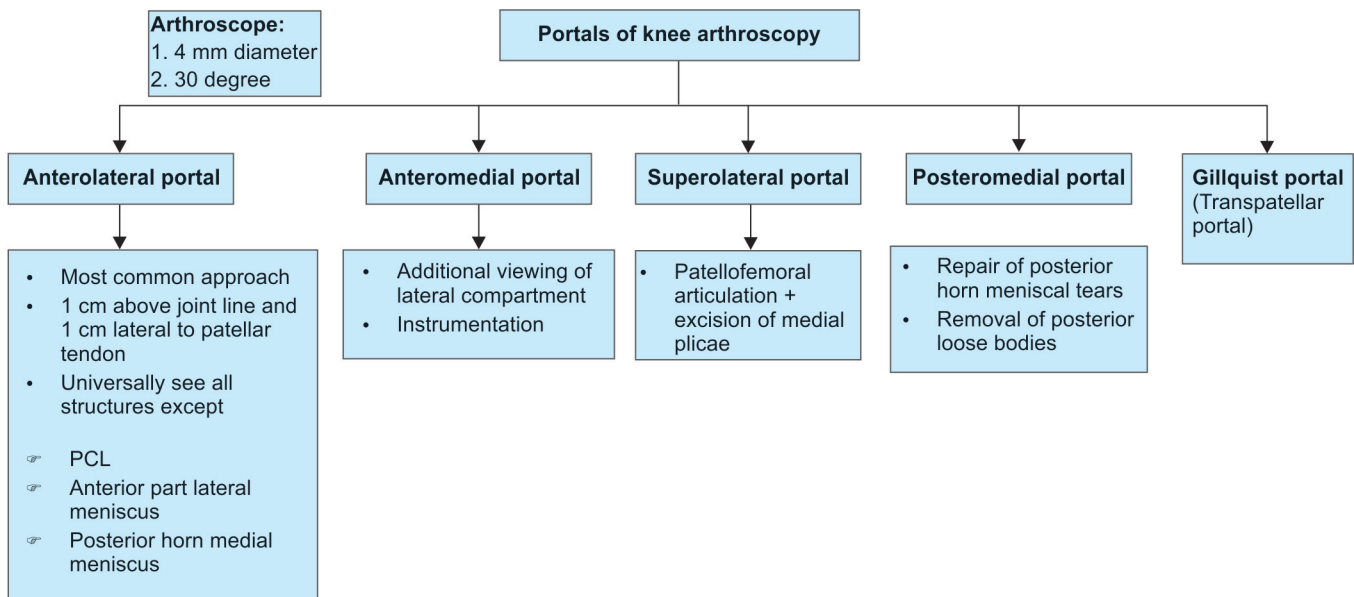 Arthroscope:
1. 4 mm diameter
2. 30 degree
Portals of knee arthroscopy
Anterolateral portal
• Most common approach
• 1 cm above joint line and
1 cm lateral to patellar
tendon
• Universally see all
structures except
☞ PCL
☞ Anterior part lateral
meniscus
☞ Posterior horn medial
meniscus
Anteromedial portal
• Additional viewing of
lateral compartment
• Instrumentation
Superolateral portal
• Patellofemoral
articulation +
excision of medial
plicae
Posteromedial portal
• Repair of posterior
horn meniscal tears
• Removal of posterior
loose bodies
Gillquist portal
(Transpatellar
portal)